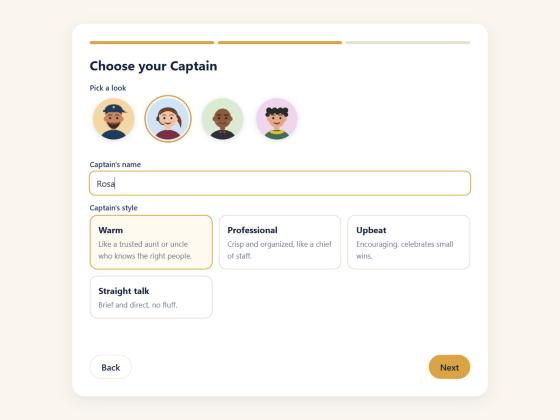 Choose your Captain
Pick a look
Captain's name
Rosa
Captain's style
Warm
Like a trusted aunt or uncle
who knows the right people.
Professional
Crisp and organized, like a chief
of staff.
Upbeat
Encouraging, celebrates small
wins.
Straight talk
Brief and direct, no fluff.
Back
Next